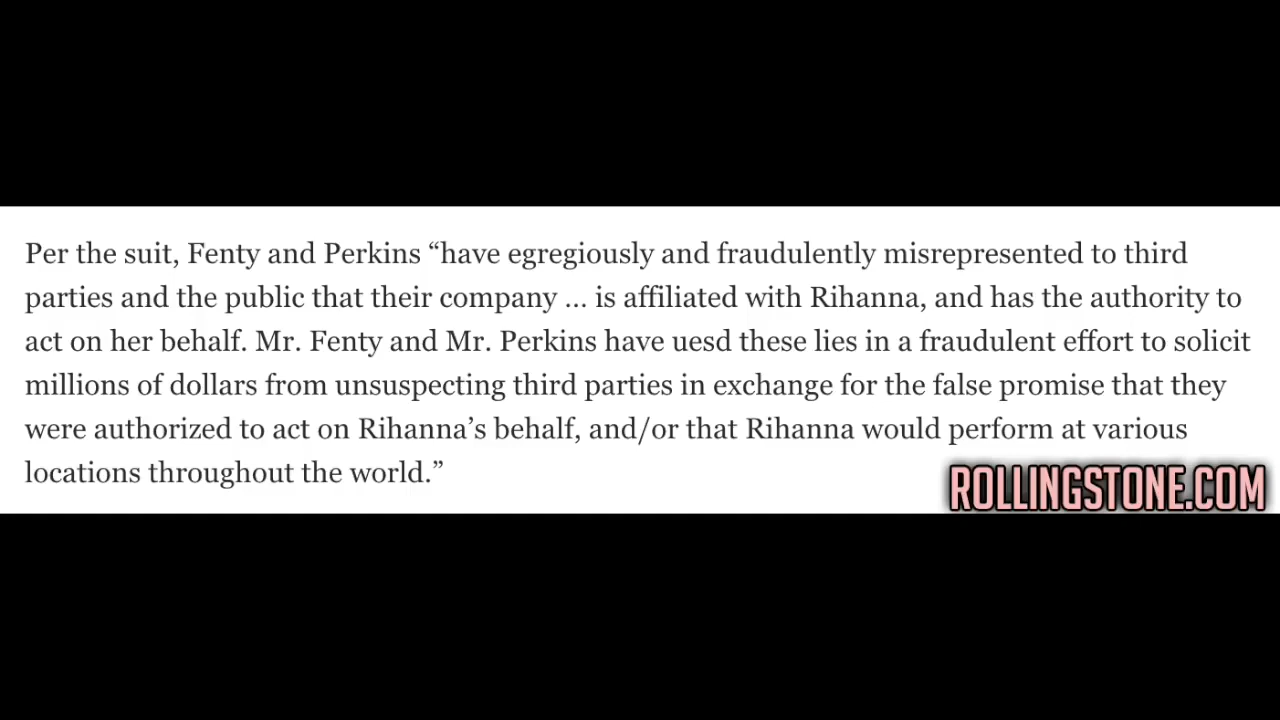 Per the suit, Fenty and Perkins “have egregiously and fraudulently misrepresented to third
parties and the public that their company ... is affiliated with Rihanna, and has the authority to
act on her behalf. Mr. Fenty and Mr. Perkins have uesd these lies in a fraudulent effort to solicit
millions of dollars from unsuspecting third parties in exchange for the false promise that they
were authorized to act on Rihanna’s behalf, and/or that Rihanna would perform at various
locations throughout the world.”
ROLLINGSTONE.COM